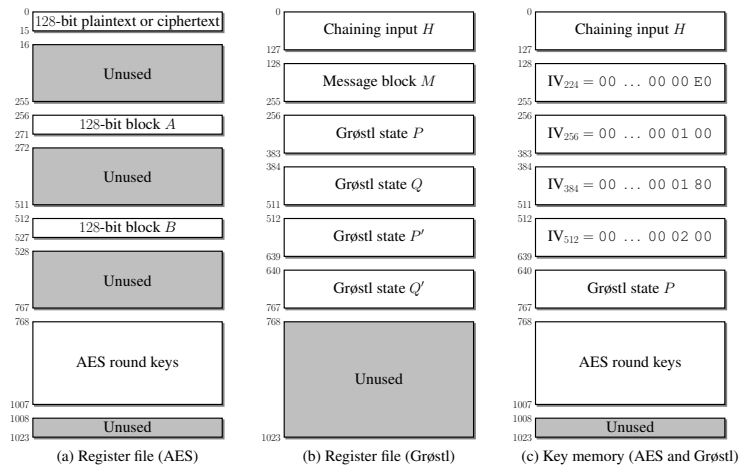 0
128-bit plaintext or ciphertext
15
16
Unused
255
256
128-bit block A
271
272
Unused
511
512
128-bit block B
527
528
Unused
767
768
AES round keys
1007
1008
Unused
1023
(a) Register file (AES)
0
Chaining input H
127
128
Message block M
255
256
Grøstl state P
383
384
Grøstl state Q
511
512
Grøstl state P′
639
640
Grøstl state Q′
767
768
Unused
1023
(b) Register file (Grøstl)
0
Chaining input H
127
128
IV224 = 00 ... 00 00 E0
255
256
IV256 = 00 ... 00 01 00
383
384
IV384 = 00 ... 00 01 80
511
512
IV512 = 00 ... 00 02 00
639
640
Grøstl state P
767
768
AES round keys
1007
1008
Unused
1023
(c) Key memory (AES and Grøstl)